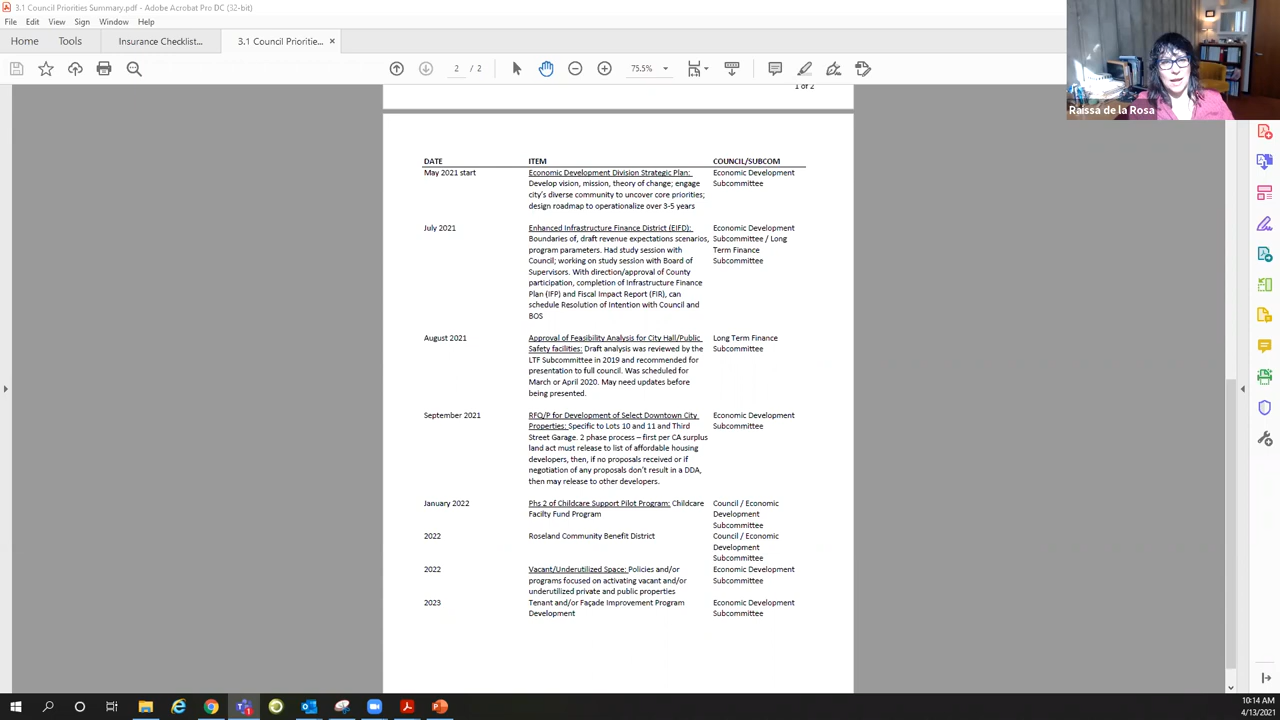 3.1 Council Priorities Summary.pdf - Adobe Acrobat Pro DC (32-bit)
File Edit View Sign Window Help
Home Tools Insurance Checklist... 3.1 Council Prioritie... ×
2 / 2 75.5%
Raissa de la Rosa
1 of 2
DATE ITEM COUNCIL/SUBCOM
May 2021 start Economic Development Division Strategic Plan: Economic Development
Develop vision, mission, theory of change; engage Subcommittee
city's diverse community to uncover core priorities;
design roadmap to operationalize over 3-5 years
July 2021 Enhanced Infrastructure Finance District (EIFD): Economic Development
Boundaries of, draft revenue expectations scenarios, Subcommittee / Long
program parameters. Had study session with Term Finance
Council; working on study session with Board of Subcommittee
Supervisors. With direction/approval of County
participation, completion of Infrastructure Finance
Plan (IFP) and Fiscal Impact Report (FIR), can
schedule Resolution of Intention with Council and
BOS
August 2021 Approval of Feasibility Analysis for City Hall/Public Long Term Finance
Safety facilities: Draft analysis was reviewed by the Subcommittee
LTF Subcommittee in 2019 and recommended for
presentation to full council. Was scheduled for
March or April 2020. May need updates before
being presented.
September 2021 RFQ/P for Development of Select Downtown City Economic Development
Properties: Specific to Lots 10 and 11 and Third Subcommittee
Street Garage. 2 phase process – first per CA surplus
land act must release to list of affordable housing
developers, then, if no proposals received or if
negotiation of any proposals don't result in a DDA,
then may release to other developers.
January 2022 Phs 2 of Childcare Support Pilot Program: Childcare Council / Economic
Facilty Fund Program Development
Subcommittee
2022 Roseland Community Benefit District Council / Economic
Development
Subcommittee
2022 Vacant/Underutilized Space: Policies and/or Economic Development
programs focused on activating vacant and/or Subcommittee
underutilized private and public properties
2023 Tenant and/or Façade Improvement Program Economic Development
Development Subcommittee
10:14 AM
4/13/2021